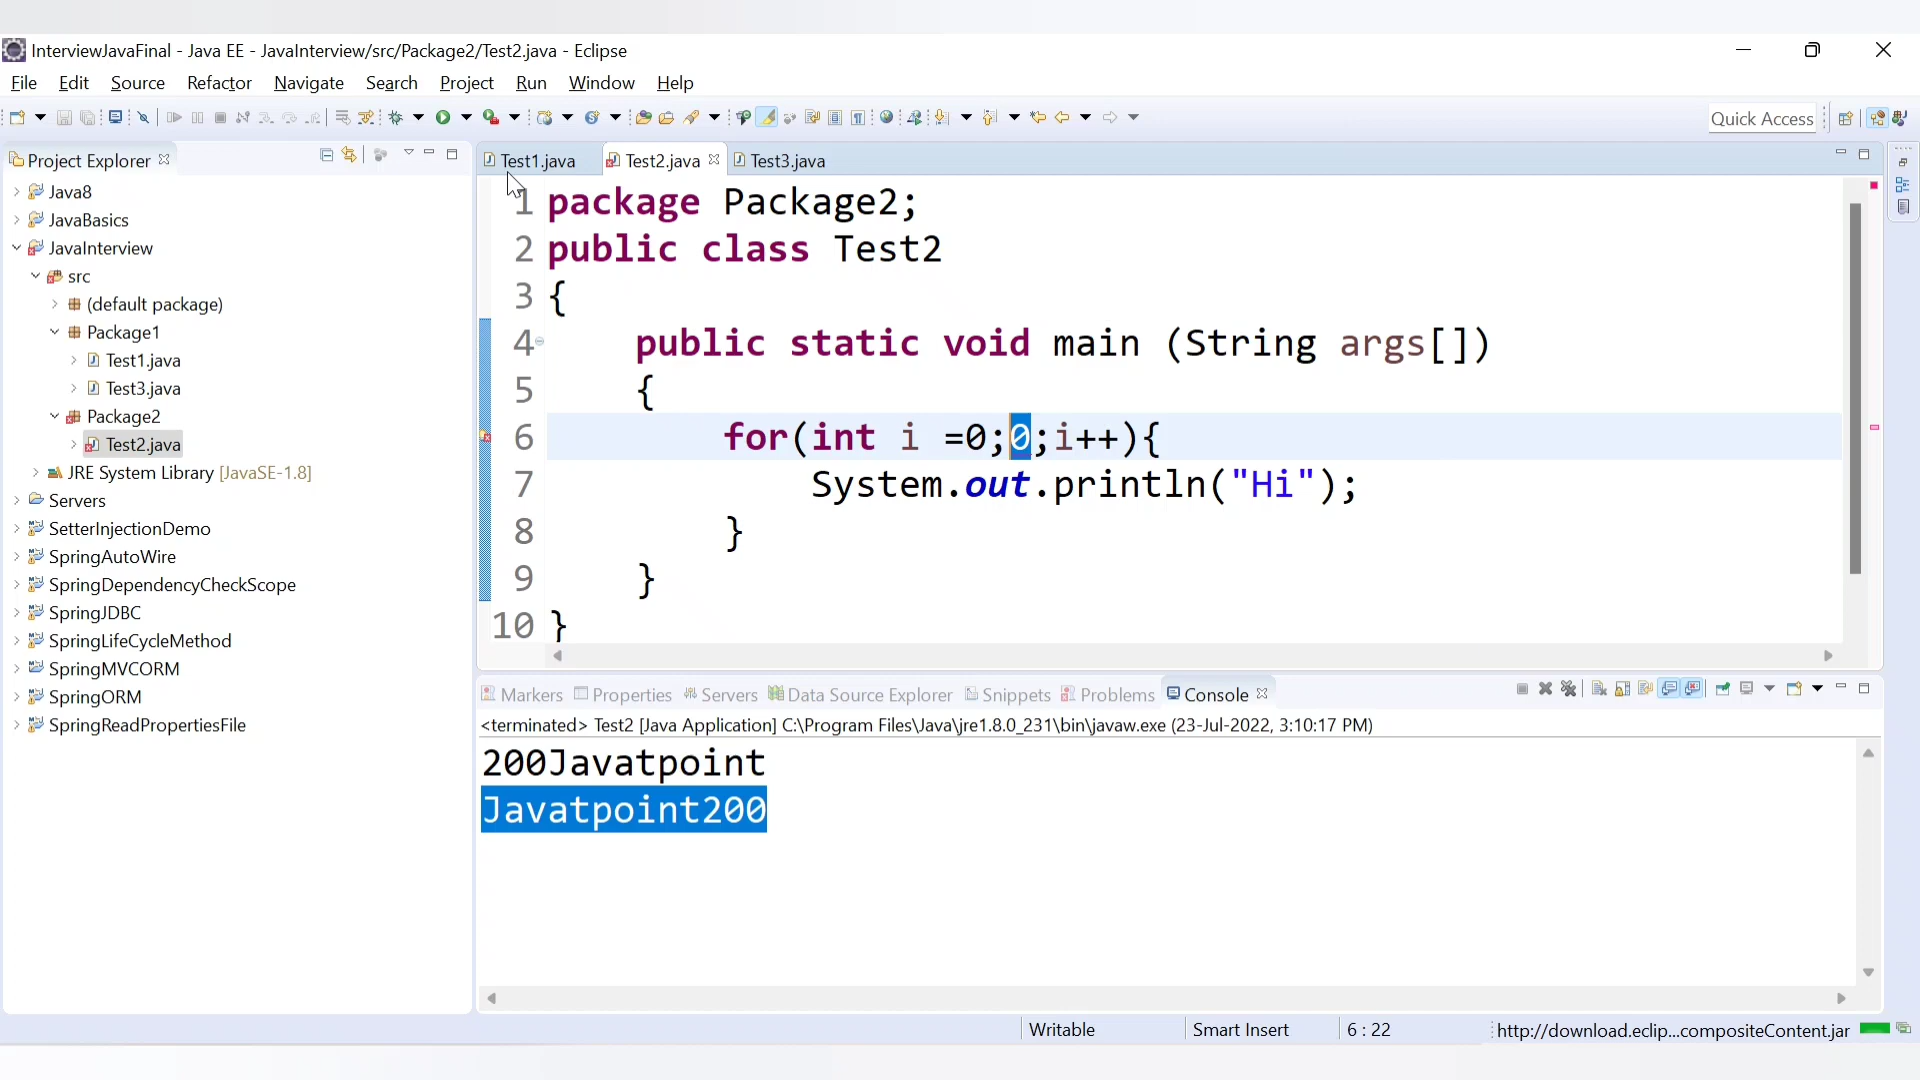 InterviewJavaFinal - Java EE - JavaInterview/src/Package2/Test2.java - Eclipse
File Edit Source Refactor Navigate Search Project Run Window Help
Quick Access
Project Explorer
Java8
JavaBasics
JavaInterview
src
(default package)
Package1
Test1.java
Test3.java
Package2
Test2.java
JRE System Library [JavaSE-1.8]
Servers
SetterInjectionDemo
SpringAutoWire
SpringDependencyCheckScope
SpringJDBC
SpringLifeCycleMethod
SpringMVCORM
SpringORM
SpringReadPropertiesFile
Test1.java Test2.java Test3.java
1 package Package2;
2 public class Test2
3 {
4 public static void main (String args[])
5 {
6 for(int i =0;0;i++){
7 System.out.println("Hi");
8 }
9 }
10 }
Markers Properties Servers Data Source Explorer Snippets Problems Console
<terminated> Test2 [Java Application] C:\Program Files\Java\jre1.8.0_231\bin\javaw.exe (23-Jul-2022, 3:10:17 PM)
200Javatpoint
Javatpoint200
Writable Smart Insert 6 : 22 http://download.eclip...compositeContent.jar